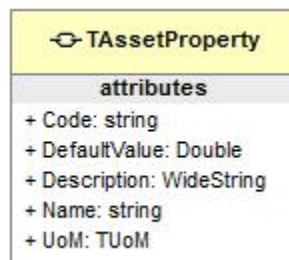 TAssetProperty
attributes
+ Code: string
+ DefaultValue: Double
+ Description: WideString
+ Name: string
+ UoM: TUoM